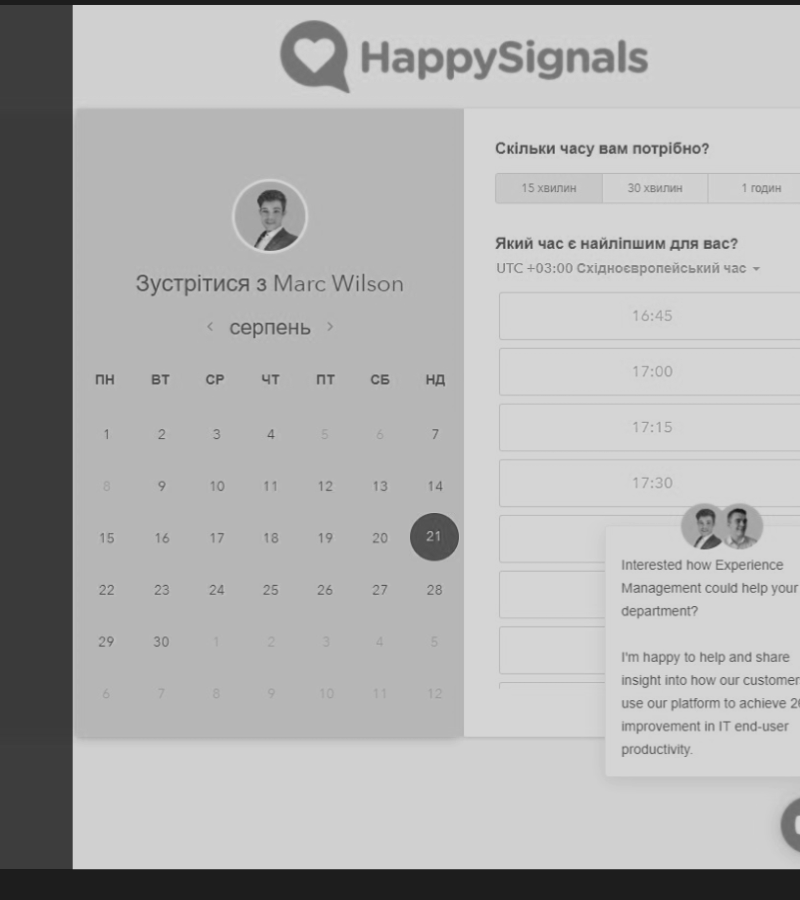 HappySignals
Зустрітися з Marc Wilson
серпень
ПН ВТ СР ЧТ ПТ СБ НД
1 2 3 4 5 6 7
8 9 10 11 12 13 14
15 16 17 18 19 20 21
22 23 24 25 26 27 28
29 30 1 2 3 4 5
6 7 8 9 10 11 12
Скільки часу вам потрібно?
15 хвилин 30 хвилин 1 годин
Який час є найліпшим для вас?
UTC +03:00 Східноєвропейський час
16:45
17:00
17:15
17:30
Interested how Experience
Management could help your
department?
I'm happy to help and share
insight into how our customer
use our platform to achieve 2
improvement in IT end-user
productivity.